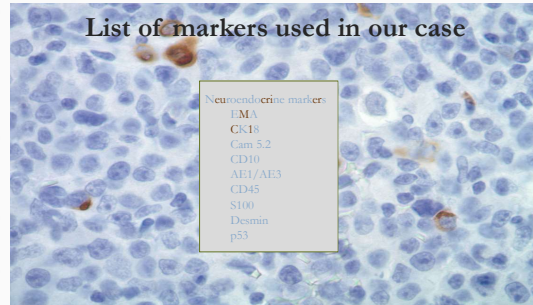 List of markers used in our case
Neuroendocrine markers
EMA
CK18
Cam 5.2
CD10
AE1/AE3
CD45
S100
Desmin
p53